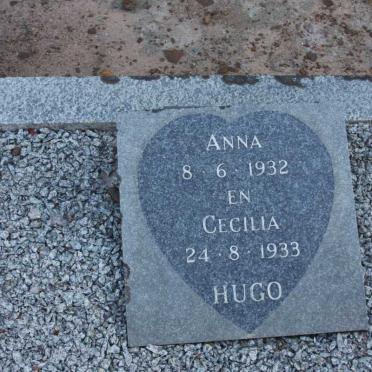 ANNA
8 · 6 · 1932
EN
CECILIA
24 · 8 · 1933
HUGO